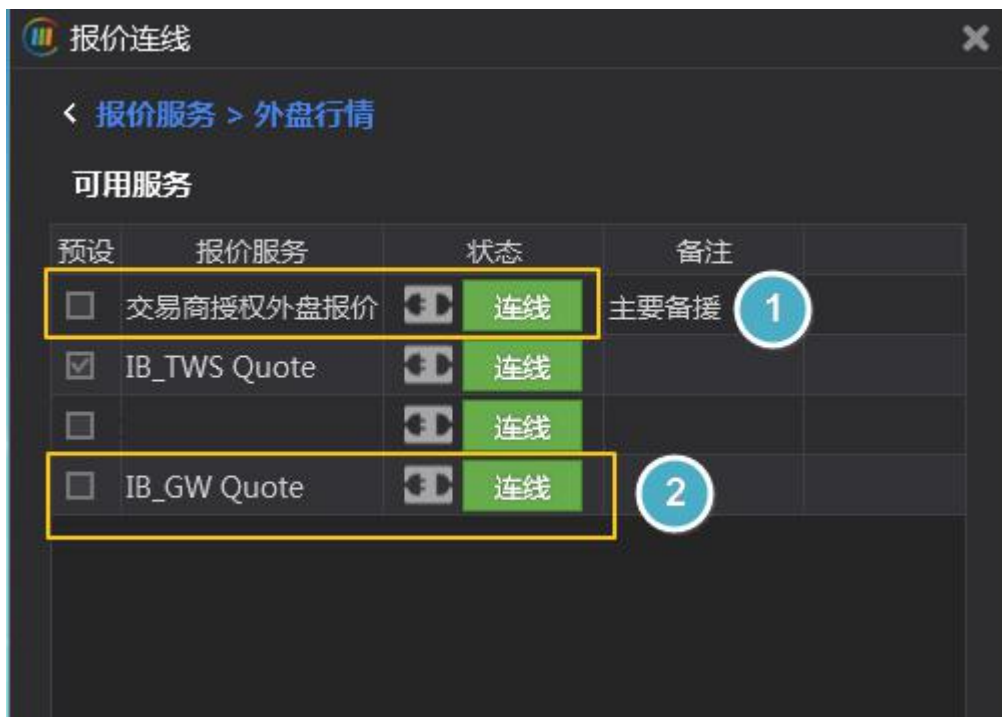 报价连线
< 报价服务 > 外盘行情
可用服务
预设 报价服务 状态 备注
交易商授权外盘报价 连线 主要备援 1
IB_TWS Quote 连线
连线
IB_GW Quote 连线 2